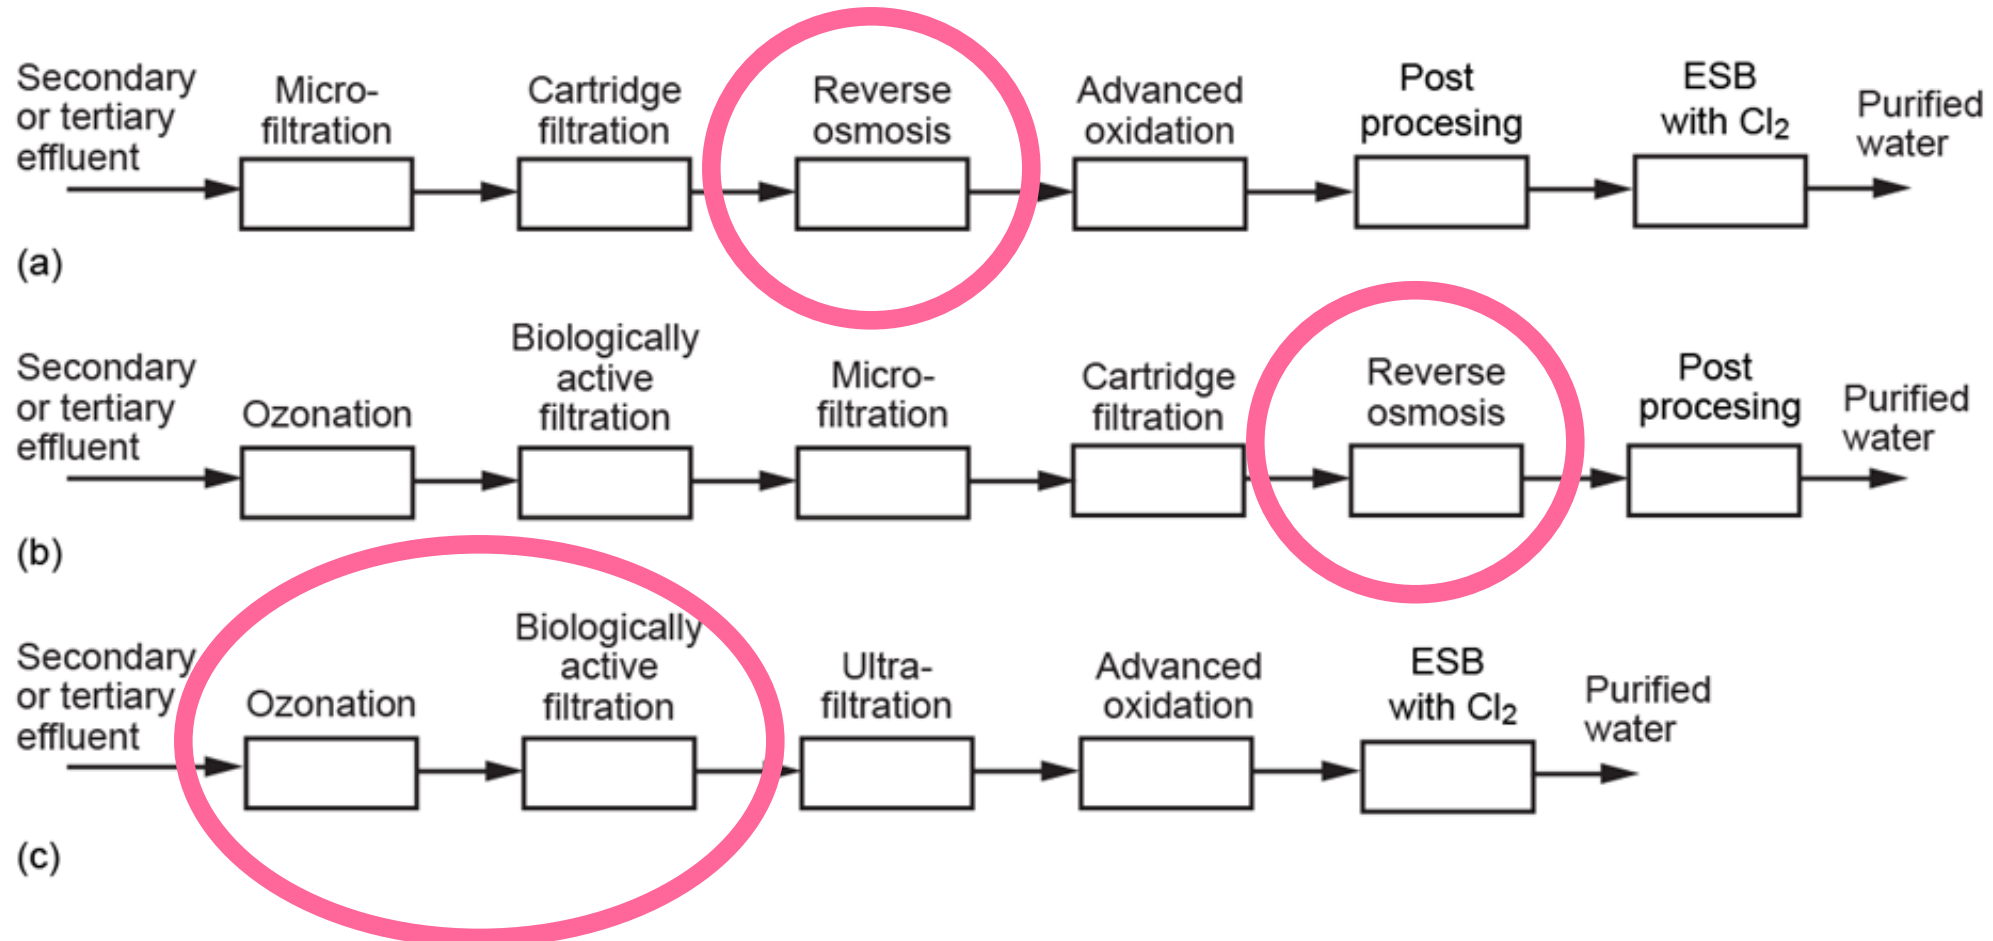 Secondary
or tertiary
effluent
Micro-
filtration
Cartridge
filtration
Reverse
osmosis
Advanced
oxidation
Post
procesing
ESB
with Cl₂
Purified
water
(a)
Secondary
or tertiary
effluent
Ozonation
Biologically
active
filtration
Micro-
filtration
Cartridge
filtration
Reverse
osmosis
Post
procesing
Purified
water
(b)
Secondary
or tertiary
effluent
Ozonation
Biologically
active
filtration
Ultra-
filtration
Advanced
oxidation
ESB
with Cl₂
Purified
water
(c)